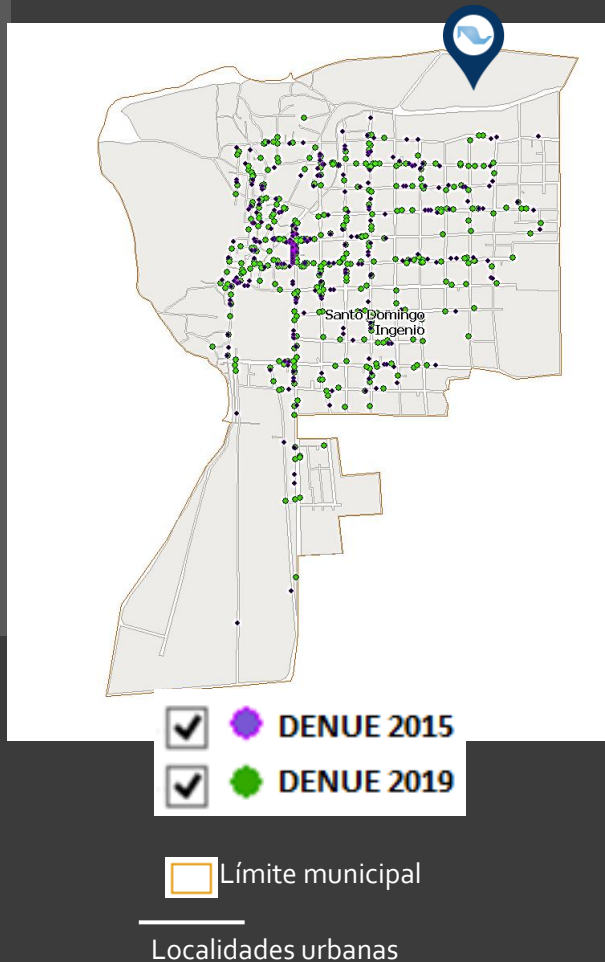 Santo Domingo
Ingenio
DENUE 2015
DENUE 2019
Límite municipal
Localidades urbanas